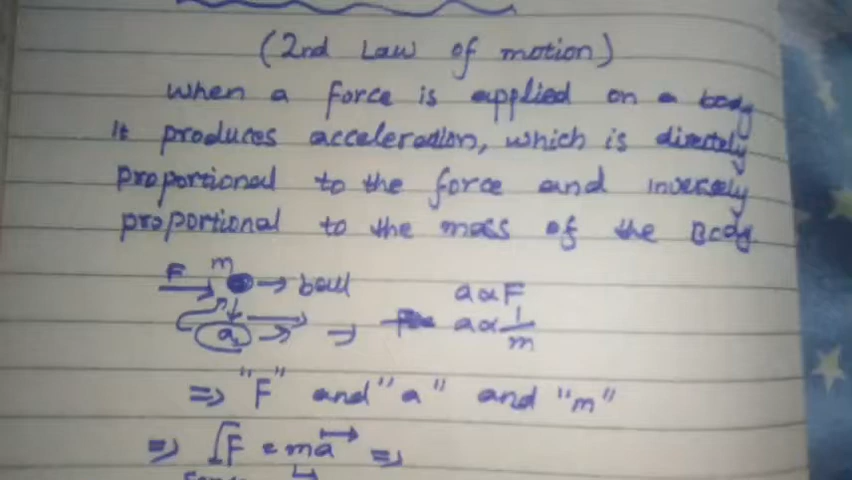 (2nd Law of motion)
when a force is applied on a body
It produces acceleration, which is directely
proportional to the force and inversely
proportional to the mass of the Body
F m → ball a∝F
a → a∝1/m
⇒ "F" and "a" and "m"
⇒ F = ma ⇒